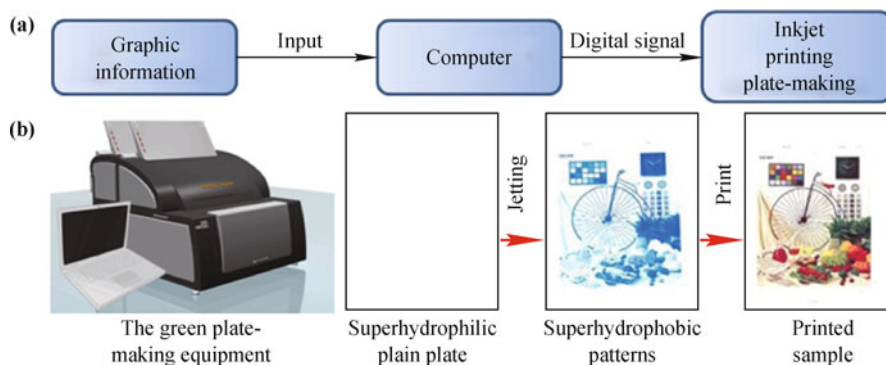 (a)
Graphic
information
Input
Computer
Digital signal
Inkjet
printing
plate-making
(b)
Jetting
Print
The green plate-
making equipment
Superhydrophilic
plain plate
Superhydrophobic
patterns
Printed
sample